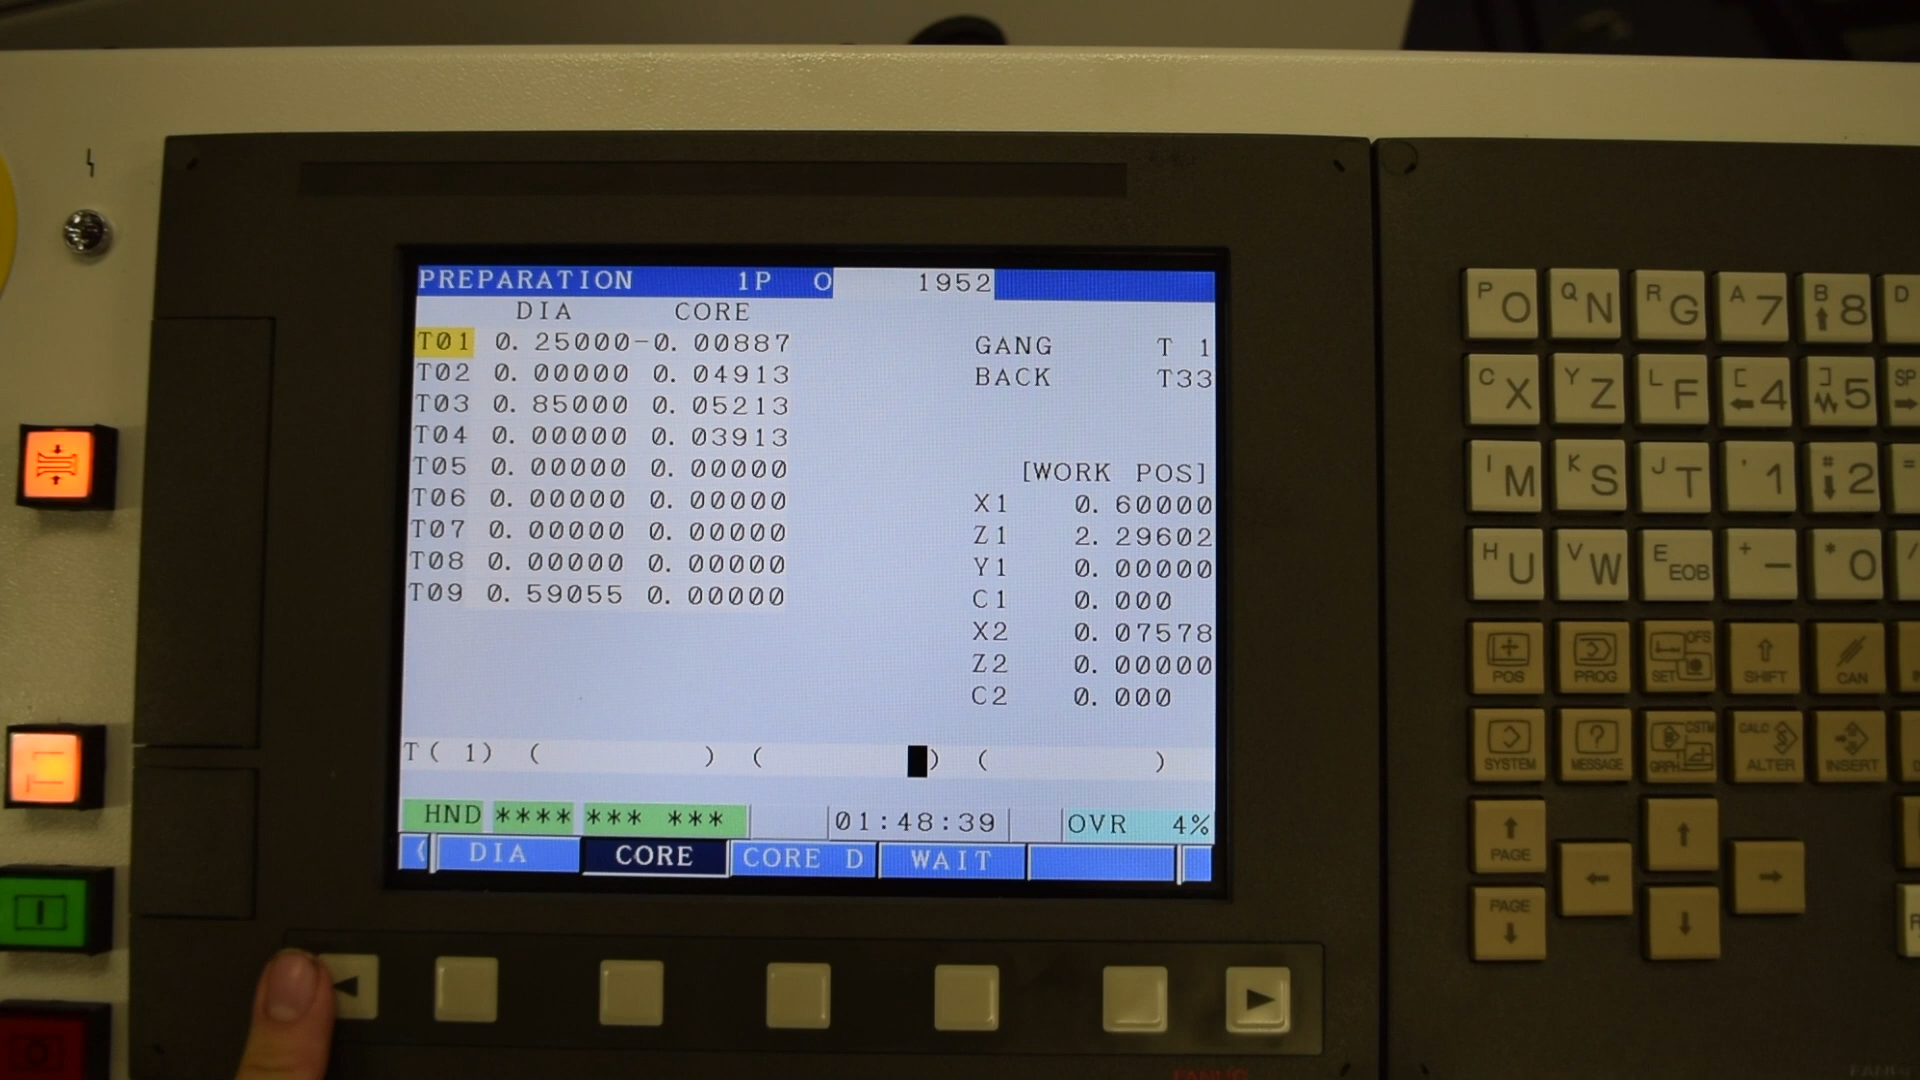 PREPARATION 1P O 1952
DIA CORE
T01 0. 25000-0. 00887
T02 0. 00000 0. 04913
T03 0. 85000 0. 05213
T04 0. 00000 0. 03913
T05 0. 00000 0. 00000
T06 0. 00000 0. 00000
T07 0. 00000 0. 00000
T08 0. 00000 0. 00000
T09 0. 59055 0. 00000
GANG T 1
BACK T33
[WORK POS]
X1 0. 60000
Z1 2. 29602
Y1 0. 00000
C1 0. 000
X2 0. 07578
Z2 0. 00000
C2 0. 000
T( 1) ( ) ( ) ( )
HND **** *** *** 01:48:39 OVR 4%
( DIA CORE CORE D WAIT
P O Q N R G A 7 B 8 D
C X Y Z L F [ 4 ] 5 SP
I M K S J T ' 1 # 2 =
H U V W E EOB + - * 0 /
POS PROG OFS SET SHIFT CAN
SYSTEM MESSAGE CSTM GRPH CALC ALTER INSERT
PAGE
PAGE
R
FANUC